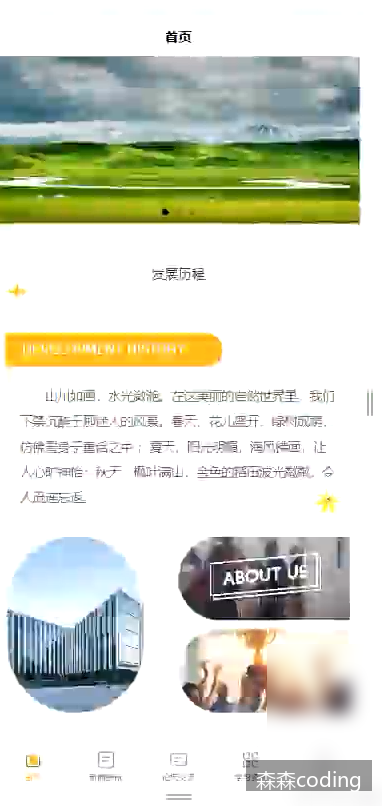 首页
发展历程
DEVELOPMENT HISTORY
山川如画，水光潋滟。在这美丽的自然世界里，我们
不禁沉醉于那迷人的风景。春天，花儿盛开，绿树成荫，
仿佛置身于童话之中；夏天，阳光明媚，海风拂面，让
人心旷神怡；秋天，枫叶满山，金色的稻田波光粼粼，令
人流连忘返。
ABOUT US
首页
森森coding